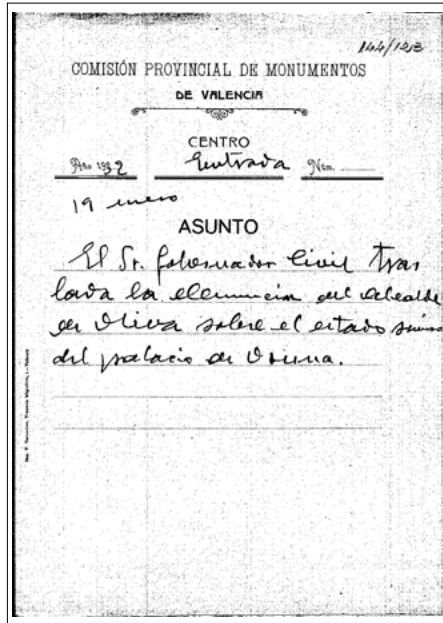 144/123
COMISIÓN PROVINCIAL DE MONUMENTOS
DE VALENCIA
CENTRO
Año 1932 Entrada Núm.
19 enero
ASUNTO
El Sr. Gobernador Civil tras
lada la denuncia del Alcalde
de Oliva sobre el estado
del palacio de Osuna.